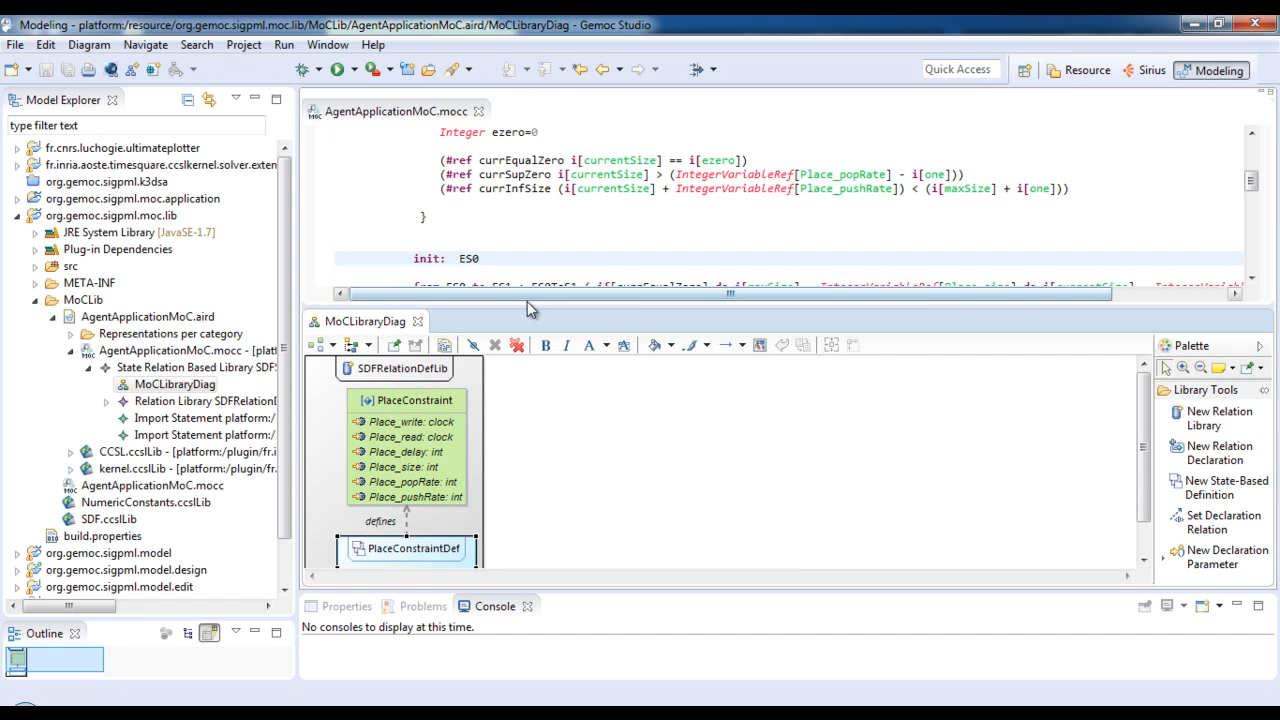 Modeling - platform:/resource/org.gemoc.sigpml.moc.lib/MoCLib/AgentApplicationMoC.aird/MoCLibraryDiag - Gemoc Studio
File Edit Diagram Navigate Search Project Run Window Help
Quick Access Resource Sirius Modeling
Model Explorer
type filter text
fr.cnrs.luchogie.ultimateplotter
fr.inria.aoste.timesquare.ccslkernel.solver.exten
org.gemoc.sigpml.k3dsa
org.gemoc.sigpml.moc.application
org.gemoc.sigpml.moc.lib
JRE System Library [JavaSE-1.7]
Plug-in Dependencies
src
META-INF
MoCLib
AgentApplicationMoC.aird
Representations per category
AgentApplicationMoC.mocc - [platf
State Relation Based Library SDF
MoCLibraryDiag
Relation Library SDFRelationD
Import Statement platform:/
Import Statement platform:/
CCSL.ccslLib - [platform:/plugin/fr.i
kernel.ccslLib - [platform:/plugin/fr
AgentApplicationMoC.mocc
NumericConstants.ccslLib
SDF.ccslLib
build.properties
org.gemoc.sigpml.model
org.gemoc.sigpml.model.design
org.gemoc.sigpml.model.edit
Outline
AgentApplicationMoC.mocc
Integer ezero=0
(#ref currEqualZero i[currentSize] == i[ezero])
(#ref currSupZero i[currentSize] > (IntegerVariableRef[Place_popRate] - i[one]))
(#ref currInfSize (i[currentSize] + IntegerVariableRef[Place_pushRate]) < (i[maxSize] + i[one]))
}
init: ES0
MoCLibraryDiag
SDFRelationDefLib
PlaceConstraint
Place_write: clock
Place_read: clock
Place_delay: int
Place_size: int
Place_popRate: int
Place_pushRate: int
defines
PlaceConstraintDef
Palette
Library Tools
New Relation Library
New Relation Declaration
New State-Based Definition
Set Declaration Relation
New Declaration Parameter
Properties Problems Console
No consoles to display at this time.